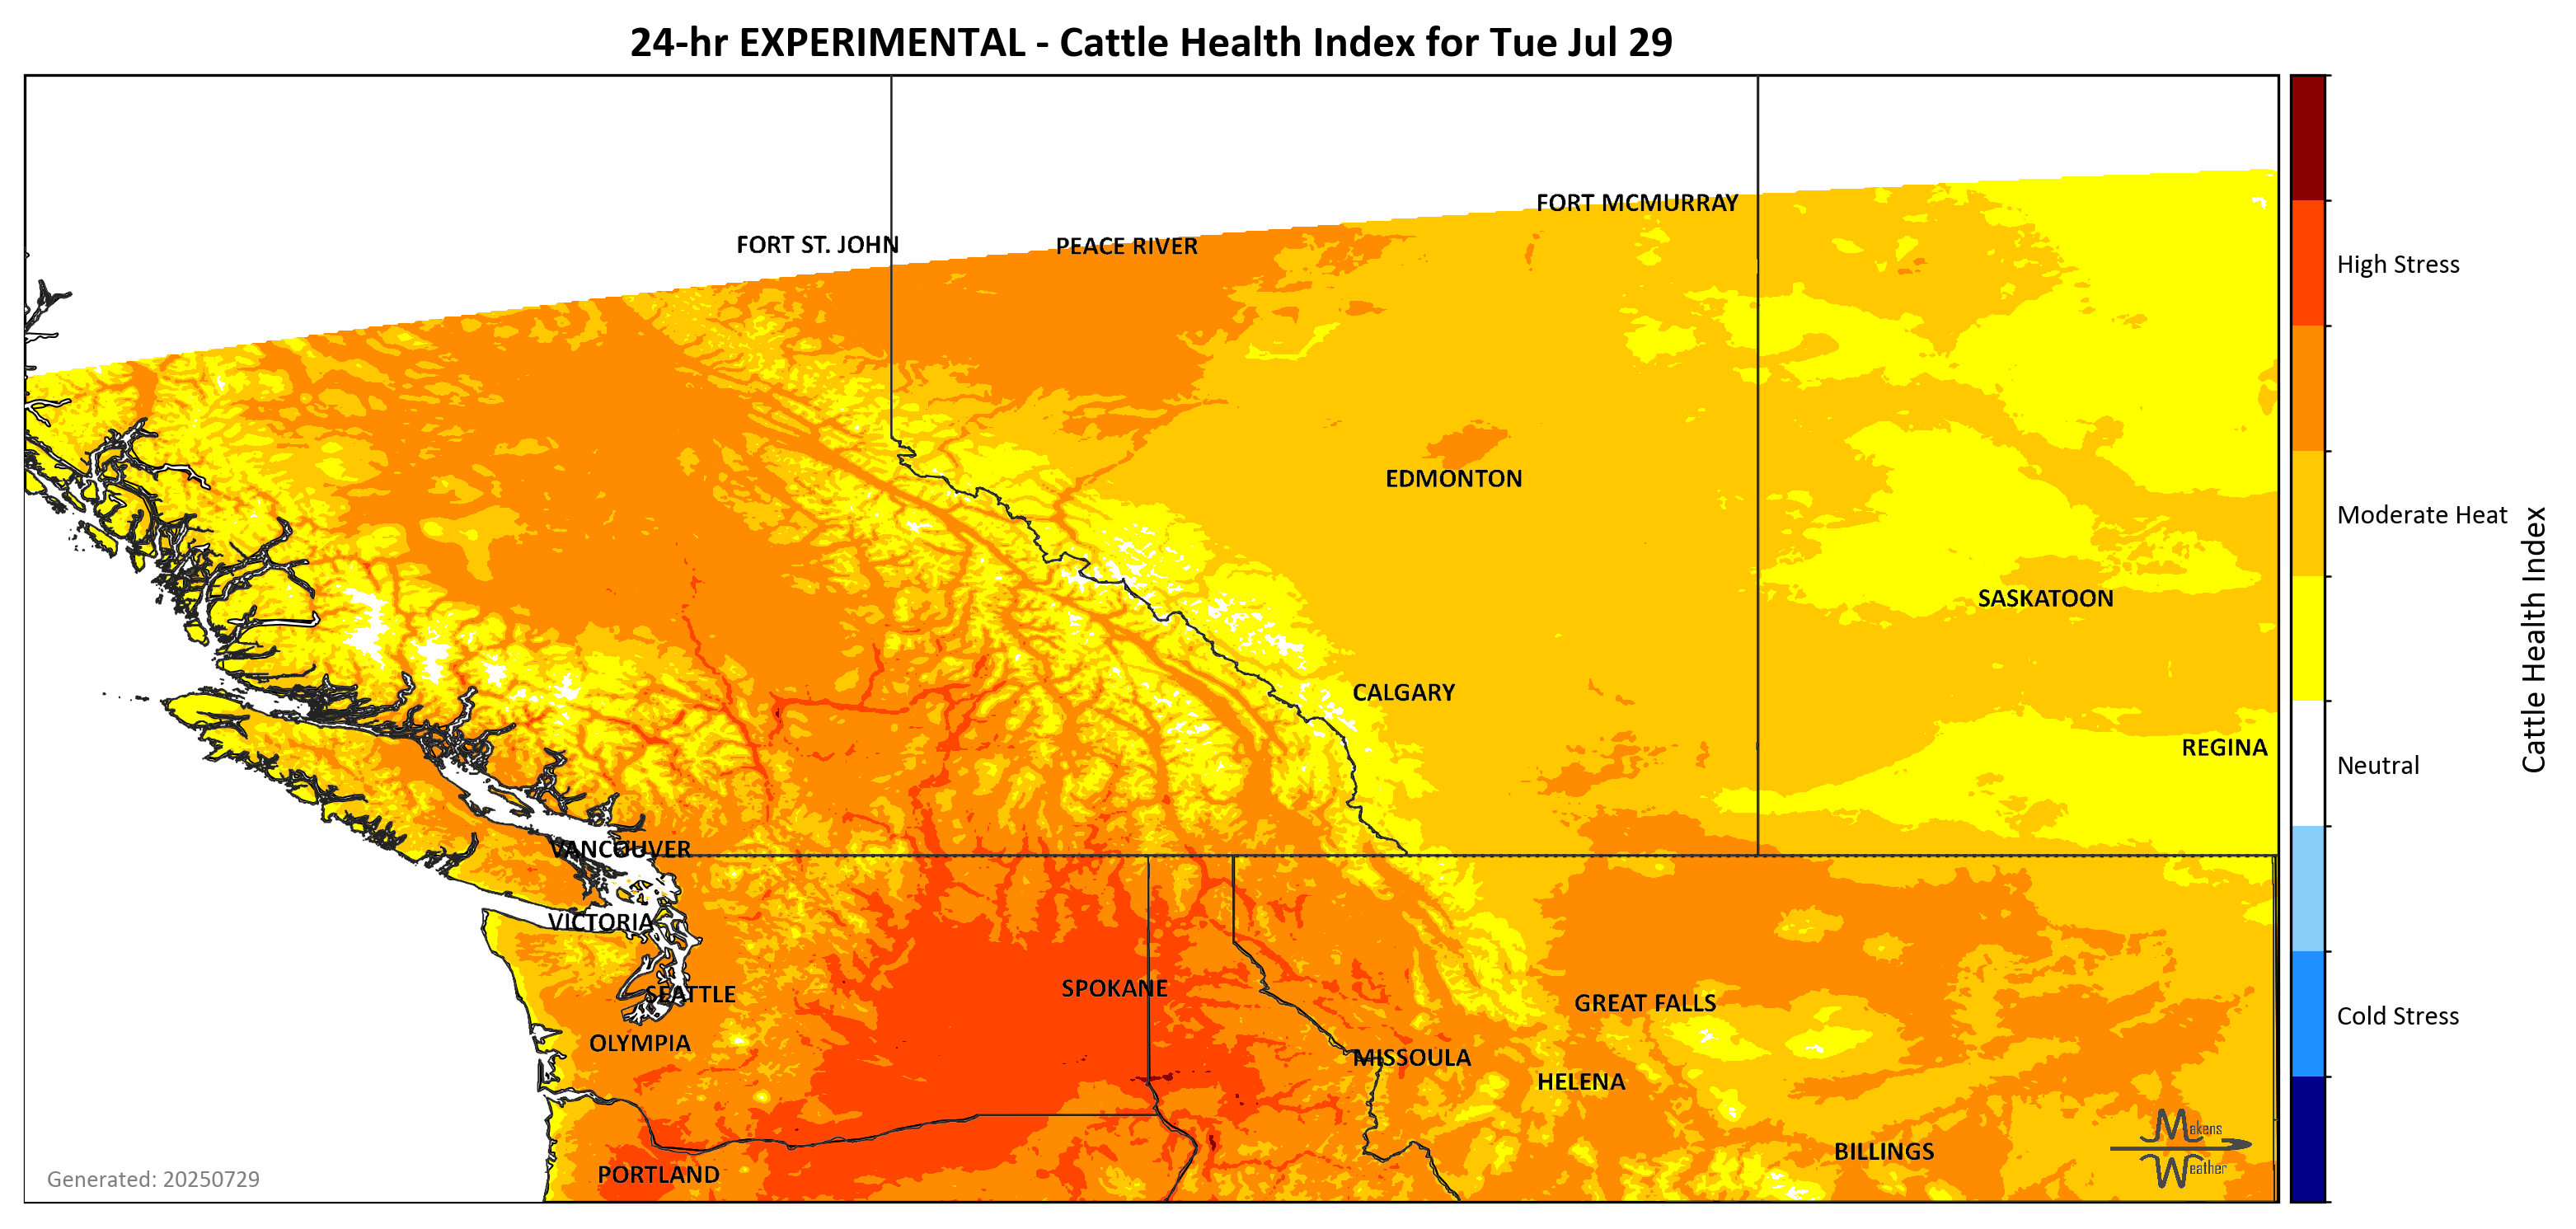 24-hr EXPERIMENTAL - Cattle Health Index for Tue Jul 29
FORT MCMURRAY
FORT ST. JOHN
PEACE RIVER
EDMONTON
SASKATOON
CALGARY
REGINA
VANCOUVER
VICTORIA
SEATTLE
SPOKANE
GREAT FALLS
OLYMPIA
MISSOULA
HELENA
BILLINGS
PORTLAND
Makens
Weather
Generated: 20250729
High Stress
Moderate Heat
Neutral
Cold Stress
Cattle Health Index